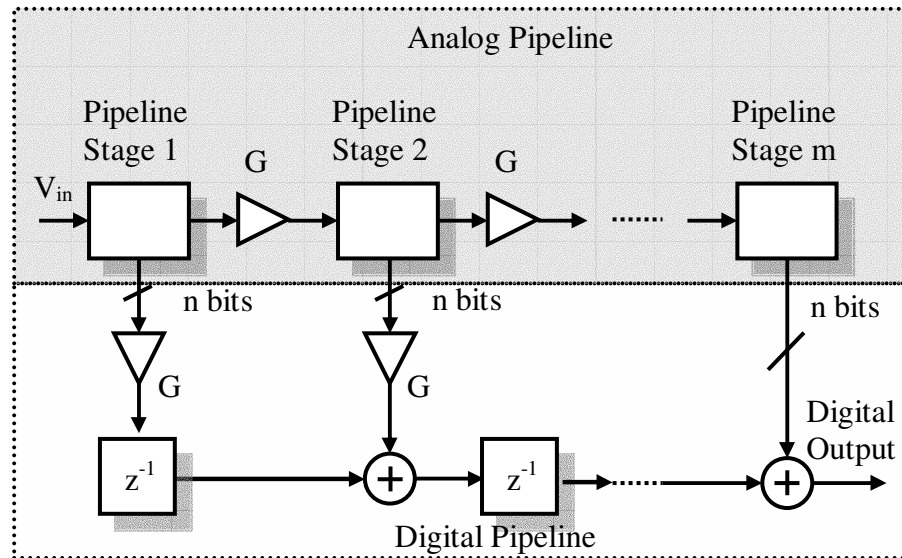 Analog Pipeline
Pipeline
Stage 1
Pipeline
Stage 2
Pipeline
Stage m
G
G
V_in
n bits
n bits
n bits
G
G
Digital
Output
z^-1
+
z^-1
+
Digital Pipeline